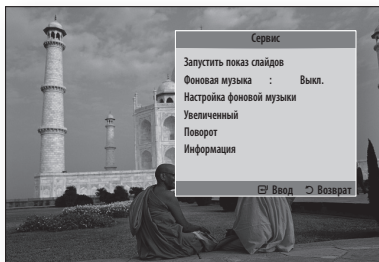 Сервис
Запустить показ слайдов
Фоновая музыка : Выкл.
Настройка фоновой музыки
Увеличенный
Поворот
Информация
Ввод Возврат